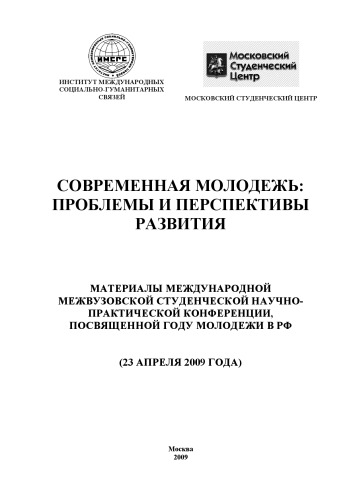 ИМСГС
Московский
Студенческий
Центр
ИНСТИТУТ МЕЖДУНАРОДНЫХ
СОЦИАЛЬНО-ГУМАНИТАРНЫХ
СВЯЗЕЙ
МОСКОВСКИЙ СТУДЕНЧЕСКИЙ ЦЕНТР
СОВРЕМЕННАЯ МОЛОДЕЖЬ:
ПРОБЛЕМЫ И ПЕРСПЕКТИВЫ
РАЗВИТИЯ
МАТЕРИАЛЫ МЕЖДУНАРОДНОЙ
МЕЖВУЗОВСКОЙ СТУДЕНЧЕСКОЙ НАУЧНО-
ПРАКТИЧЕСКОЙ КОНФЕРЕНЦИИ,
ПОСВЯЩЕННОЙ ГОДУ МОЛОДЕЖИ В РФ
(23 АПРЕЛЯ 2009 ГОДА)
Москва
2009